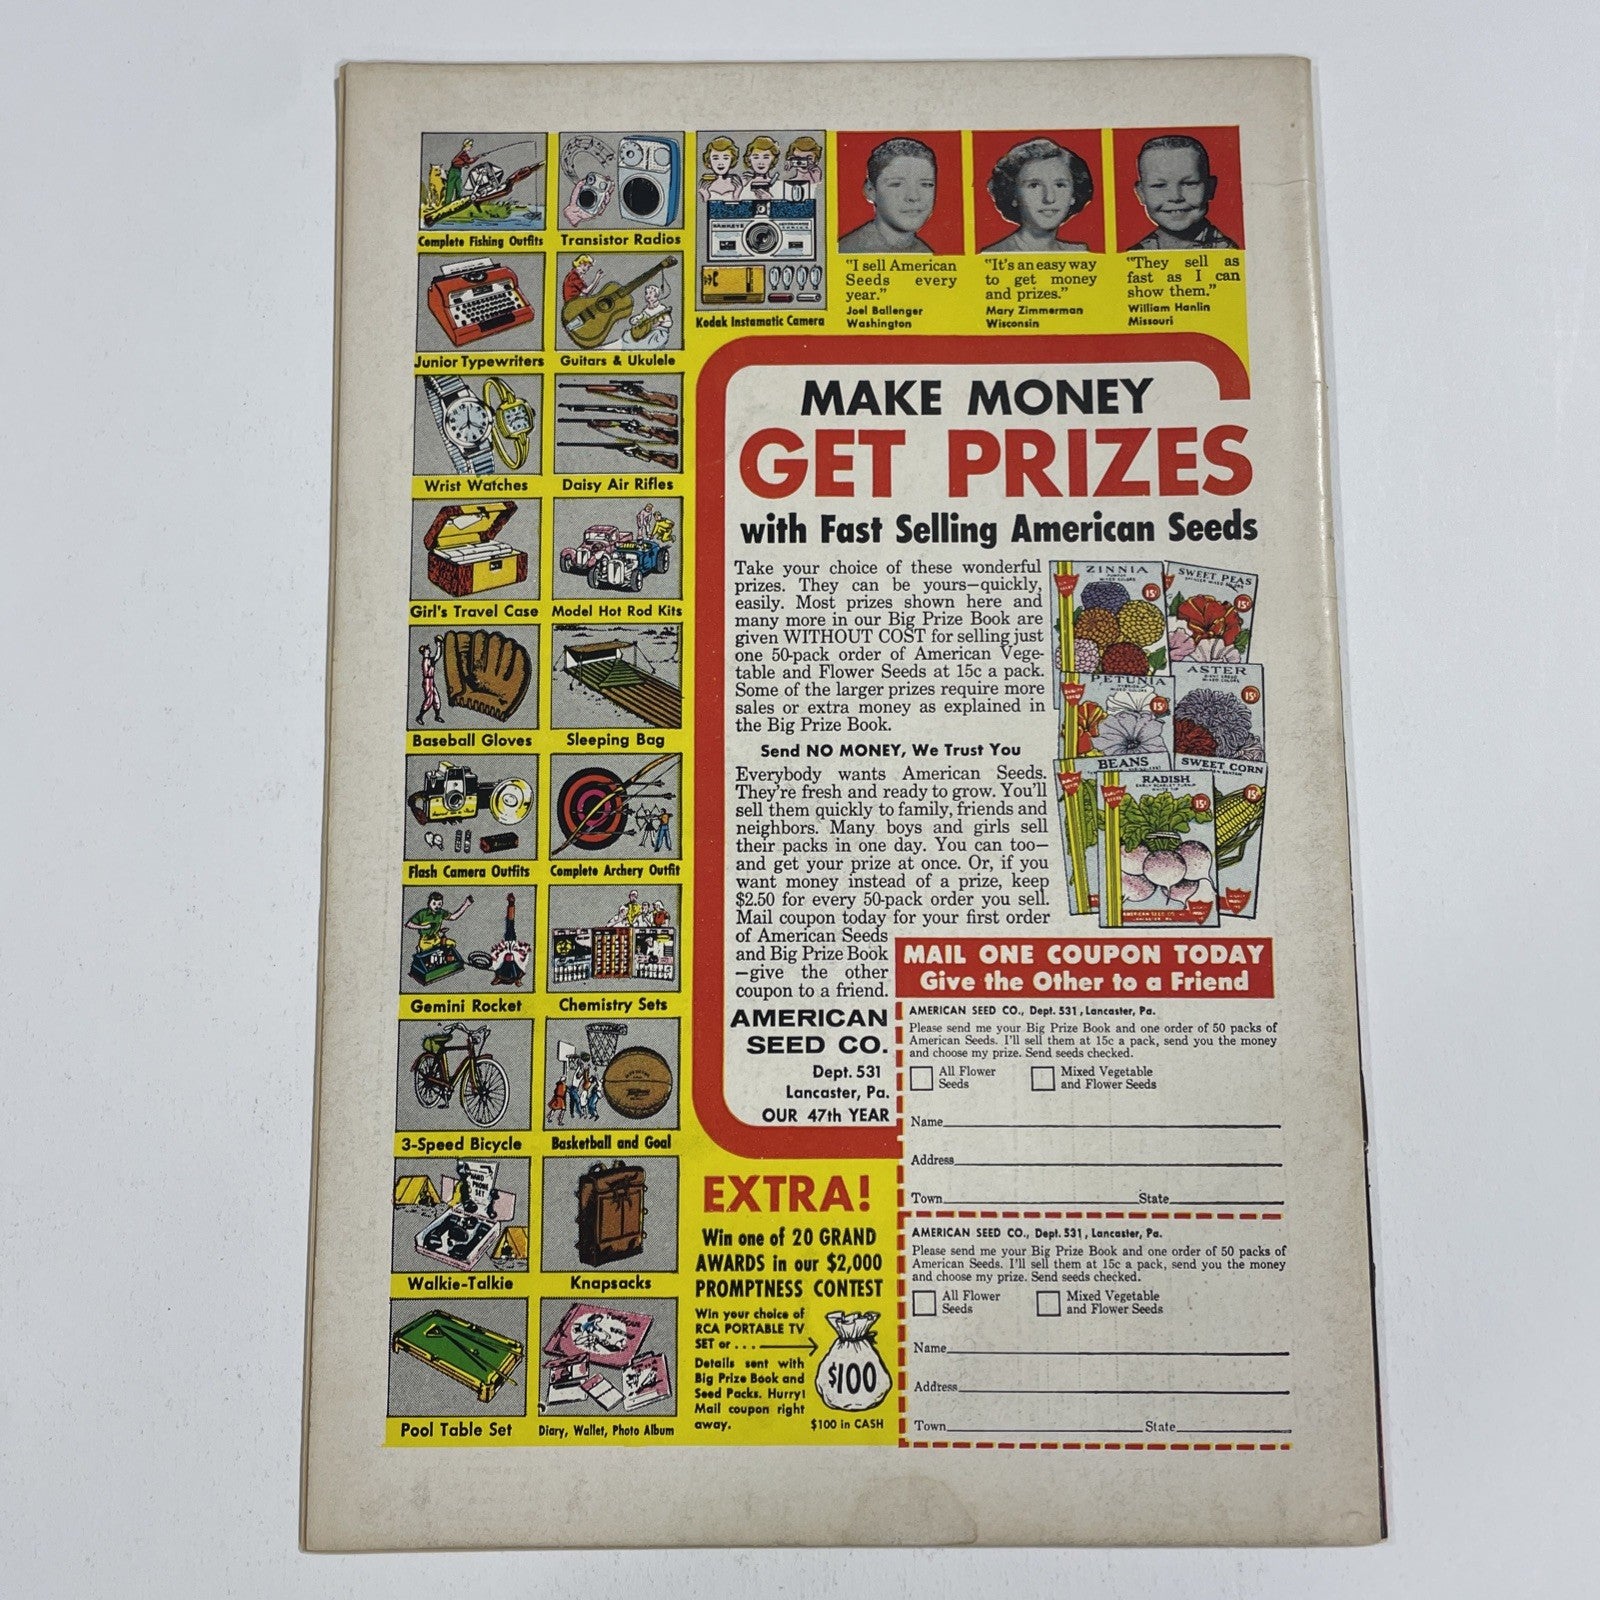 Complete Fishing Outfits
Transistor Radios
HAWKEYE
Kodak Instamatic Camera
"I sell American
Seeds every
year."
Joel Ballenger
Washington
"It's an easy way
to get money
and prizes."
Mary Zimmerman
Wisconsin
"They sell as
fast as I can
show them."
William Hanlin
Missouri
Junior Typewriters
Guitars & Ukulele
Wrist Watches
Daisy Air Rifles
Girl's Travel Case
Model Hot Rod Kits
Baseball Gloves
Sleeping Bag
Flash Camera Outfits
Complete Archery Outfit
Gemini Rocket
Chemistry Sets
3-Speed Bicycle
Basketball and Goal
HAND
PHONE
SET
Walkie-Talkie
Knapsacks
Pool Table Set
Diary, Wallet, Photo Album
MAKE MONEY
GET PRIZES
with Fast Selling American Seeds
Take your choice of these wonderful
prizes. They can be yours—quickly,
easily. Most prizes shown here and
many more in our Big Prize Book are
given WITHOUT COST for selling just
one 50-pack order of American Vege-
table and Flower Seeds at 15c a pack.
Some of the larger prizes require more
sales or extra money as explained in
the Big Prize Book.
Send NO MONEY, We Trust You
Everybody wants American Seeds.
They're fresh and ready to grow. You'll
sell them quickly to family, friends and
neighbors. Many boys and girls sell
their packs in one day. You can too—
and get your prize at once. Or, if you
want money instead of a prize, keep
$2.50 for every 50-pack order you sell.
Mail coupon today for your first order
of American Seeds
and Big Prize Book
—give the other
coupon to a friend.
AMERICAN
SEED CO.
Dept. 531
Lancaster, Pa.
OUR 47th YEAR
ZINNIA
MIXED COLORS
15¢
SWEET PEAS
15¢
PETUNIA
MIXED COLORS
15¢
ASTER
MIXED COLORS
15¢
BEANS
SWEET CORN
15¢
RADISH
15¢
AMERICAN SEED CO.
LANCASTER, PA.
MAIL ONE COUPON TODAY
Give the Other to a Friend
AMERICAN SEED CO., Dept. 531, Lancaster, Pa.
Please send me your Big Prize Book and one order of 50 packs of
American Seeds. I'll sell them at 15c a pack, send you the money
and choose my prize. Send seeds checked.
All Flower
Seeds
Mixed Vegetable
and Flower Seeds
Name
Address
Town State
AMERICAN SEED CO., Dept. 531, Lancaster, Pa.
Please send me your Big Prize Book and one order of 50 packs of
American Seeds. I'll sell them at 15c a pack, send you the money
and choose my prize. Send seeds checked.
All Flower
Seeds
Mixed Vegetable
and Flower Seeds
Name
Address
Town State
EXTRA!
Win one of 20 GRAND
AWARDS in our $2,000
PROMPTNESS CONTEST
Win your choice of
RCA PORTABLE TV
SET or . . . .
Details sent with
Big Prize Book and
Seed Packs. Hurry!
Mail coupon right
away.
$100
$100 in CASH